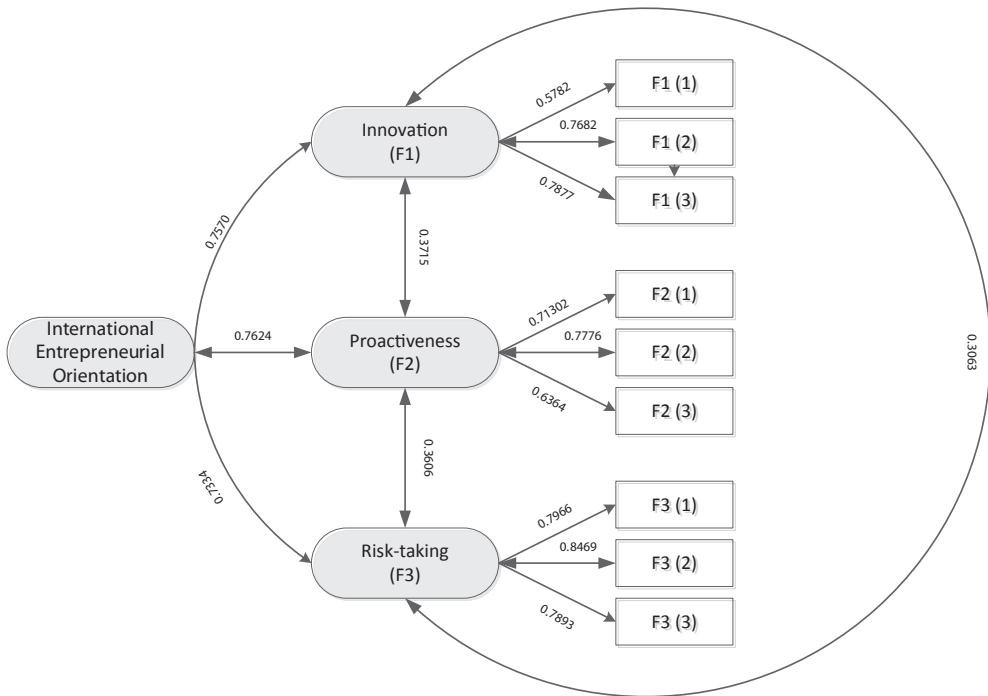 F1 (1)
0.5782
Innovation
(F1)
0.7682
F1 (2)
0.7877
F1 (3)
0.7570
0.3715
International
Entrepreneurial
Orientation
0.7624
Proactiveness
(F2)
0.71302
F2 (1)
0.7776
F2 (2)
0.6364
F2 (3)
0.3063
0.7334
0.3606
Risk-taking
(F3)
0.7966
F3 (1)
0.8469
F3 (2)
0.7893
F3 (3)